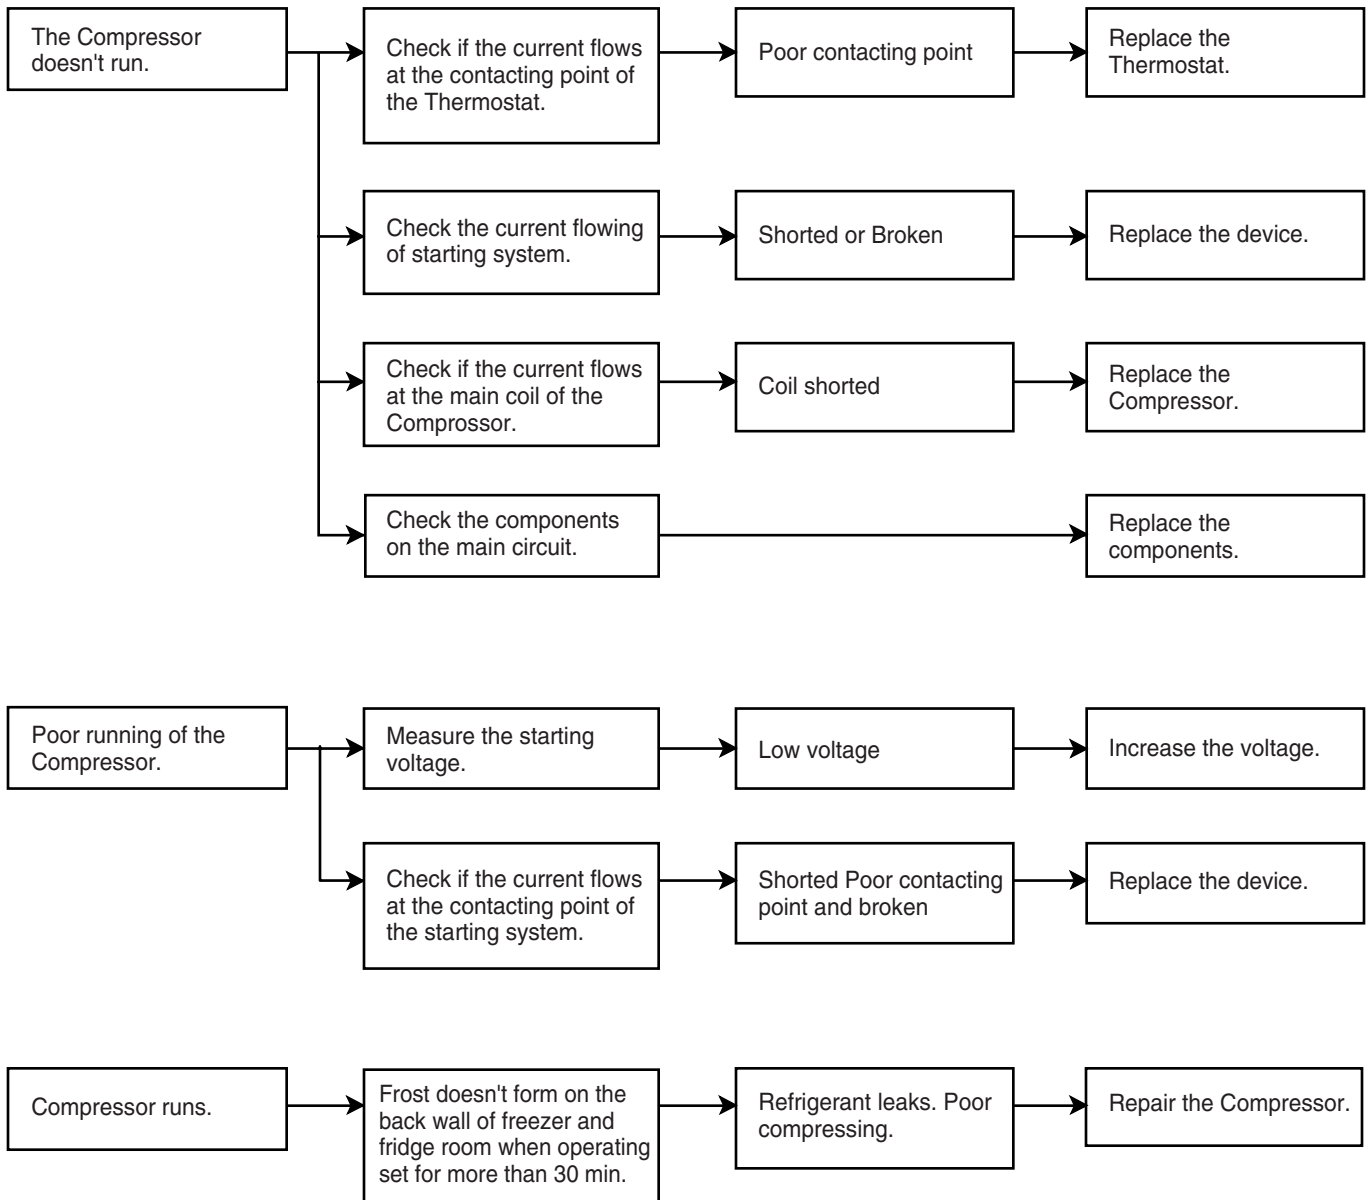 The Compressor
doesn't run.
Check if the current flows
at the contacting point of
the Thermostat.
Poor contacting point
Replace the
Thermostat.
Check the current flowing
of starting system.
Shorted or Broken
Replace the device.
Check if the current flows
at the main coil of the
Comprossor.
Coil shorted
Replace the
Compressor.
Check the components
on the main circuit.
Replace the
components.
Poor running of the
Compressor.
Measure the starting
voltage.
Low voltage
Increase the voltage.
Check if the current flows
at the contacting point of
the starting system.
Shorted Poor contacting
point and broken
Replace the device.
Compressor runs.
Frost doesn't form on the
back wall of freezer and
fridge room when operating
set for more than 30 min.
Refrigerant leaks. Poor
compressing.
Repair the Compressor.